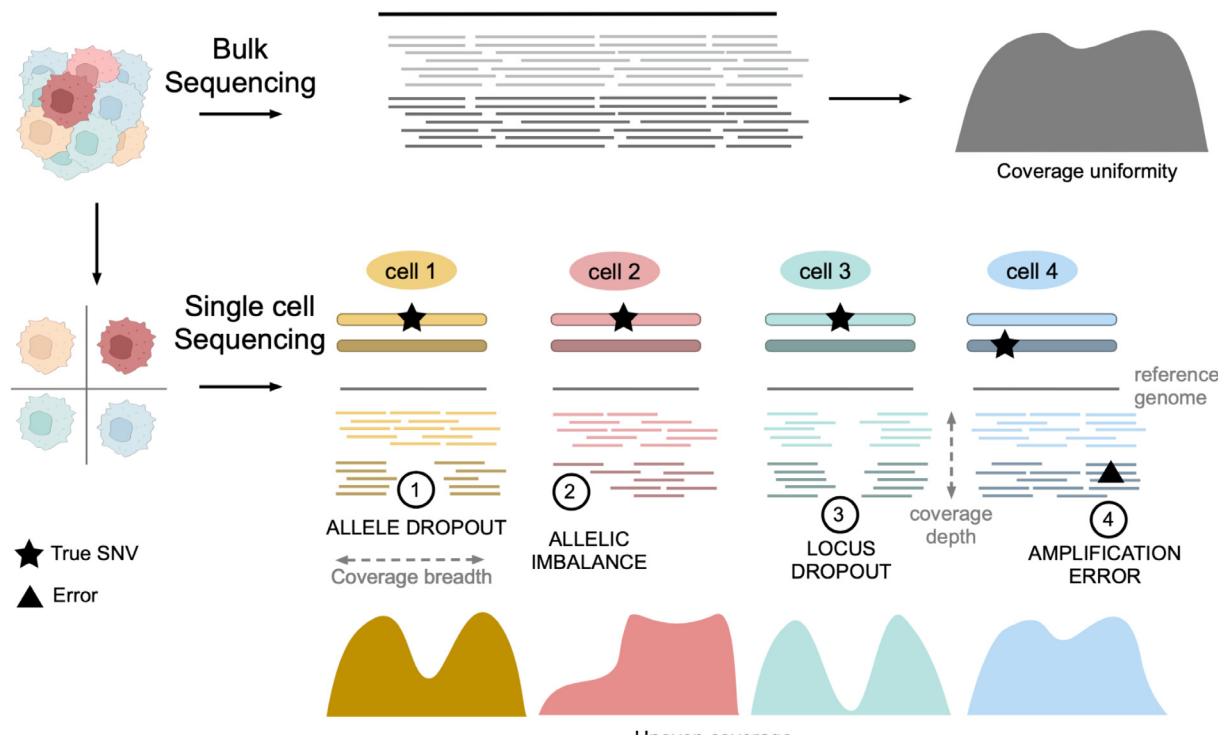 Bulk
Sequencing
Coverage uniformity
cell 1
cell 2
cell 3
cell 4
Single cell
Sequencing
reference
genome
1
2
3
4
ALLELE DROPOUT
ALLELIC
IMBALANCE
LOCUS
DROPOUT
coverage
depth
AMPLIFICATION
ERROR
Coverage breadth
True SNV
Error